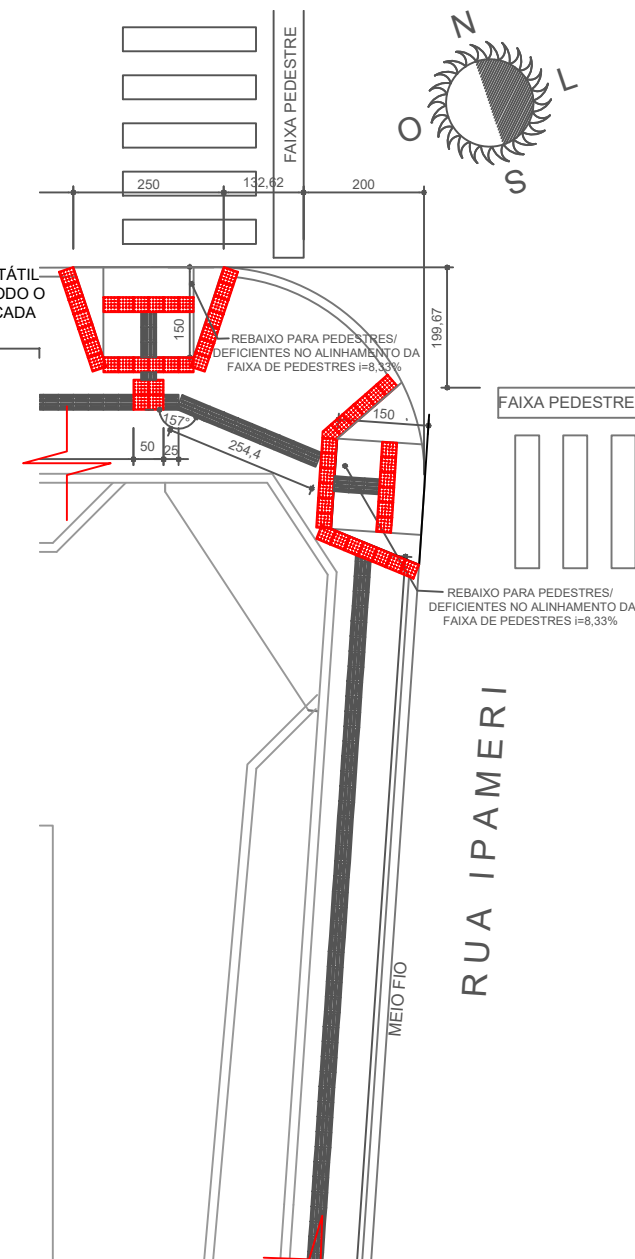 N
L
O
S
FAIXA PEDESTRE
250
132,62
200
TÁTIL
ODO O
CADA
150
199,67
REBAIXO PARA PEDESTRES/
DEFICIENTES NO ALINHAMENTO DA
FAIXA DE PEDESTRES i=8,33%
FAIXA PEDESTRE
150
157°
50
25
254,4
REBAIXO PARA PEDESTRES/
DEFICIENTES NO ALINHAMENTO DA
FAIXA DE PEDESTRES i=8,33%
RUA IPAMERI
MEIO FIO